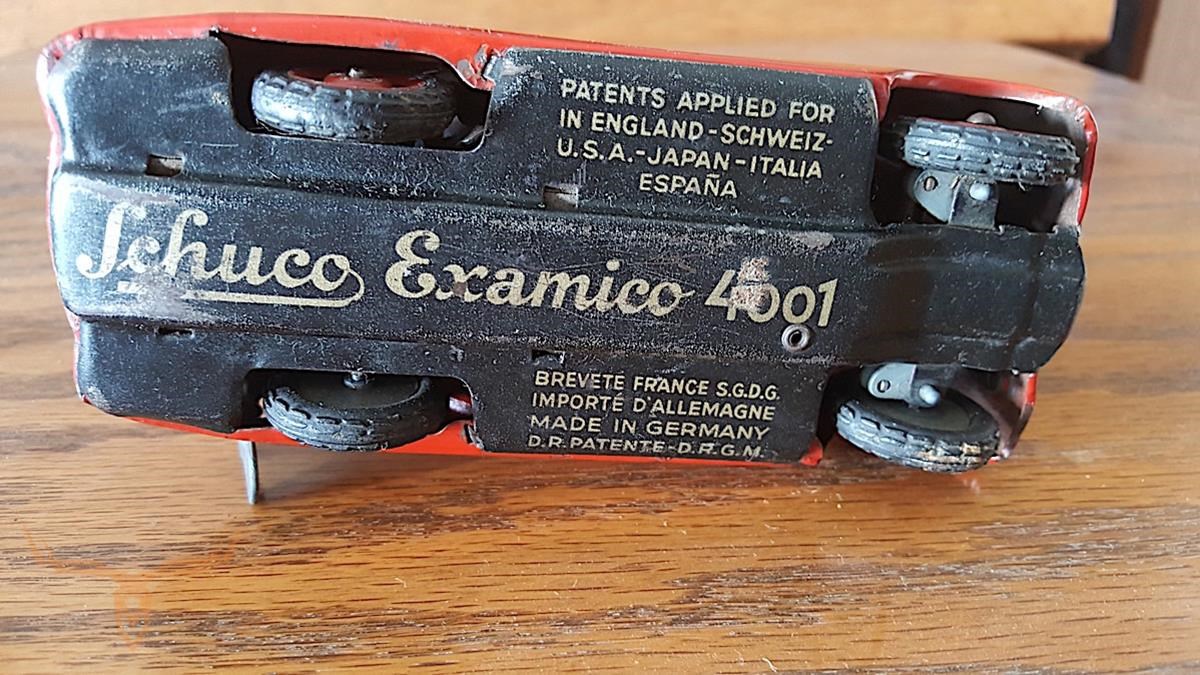 PATENTS APPLIED FOR
IN ENGLAND-SCHWEIZ-
U.S.A.-JAPAN-ITALIA
ESPAÑA
Schuco Examico 4001
BREVETE FRANCE S.G.D.G.
IMPORTÉ D'ALLEMAGNE
MADE IN GERMANY
D.R.PATENTE-D.R.G.M.